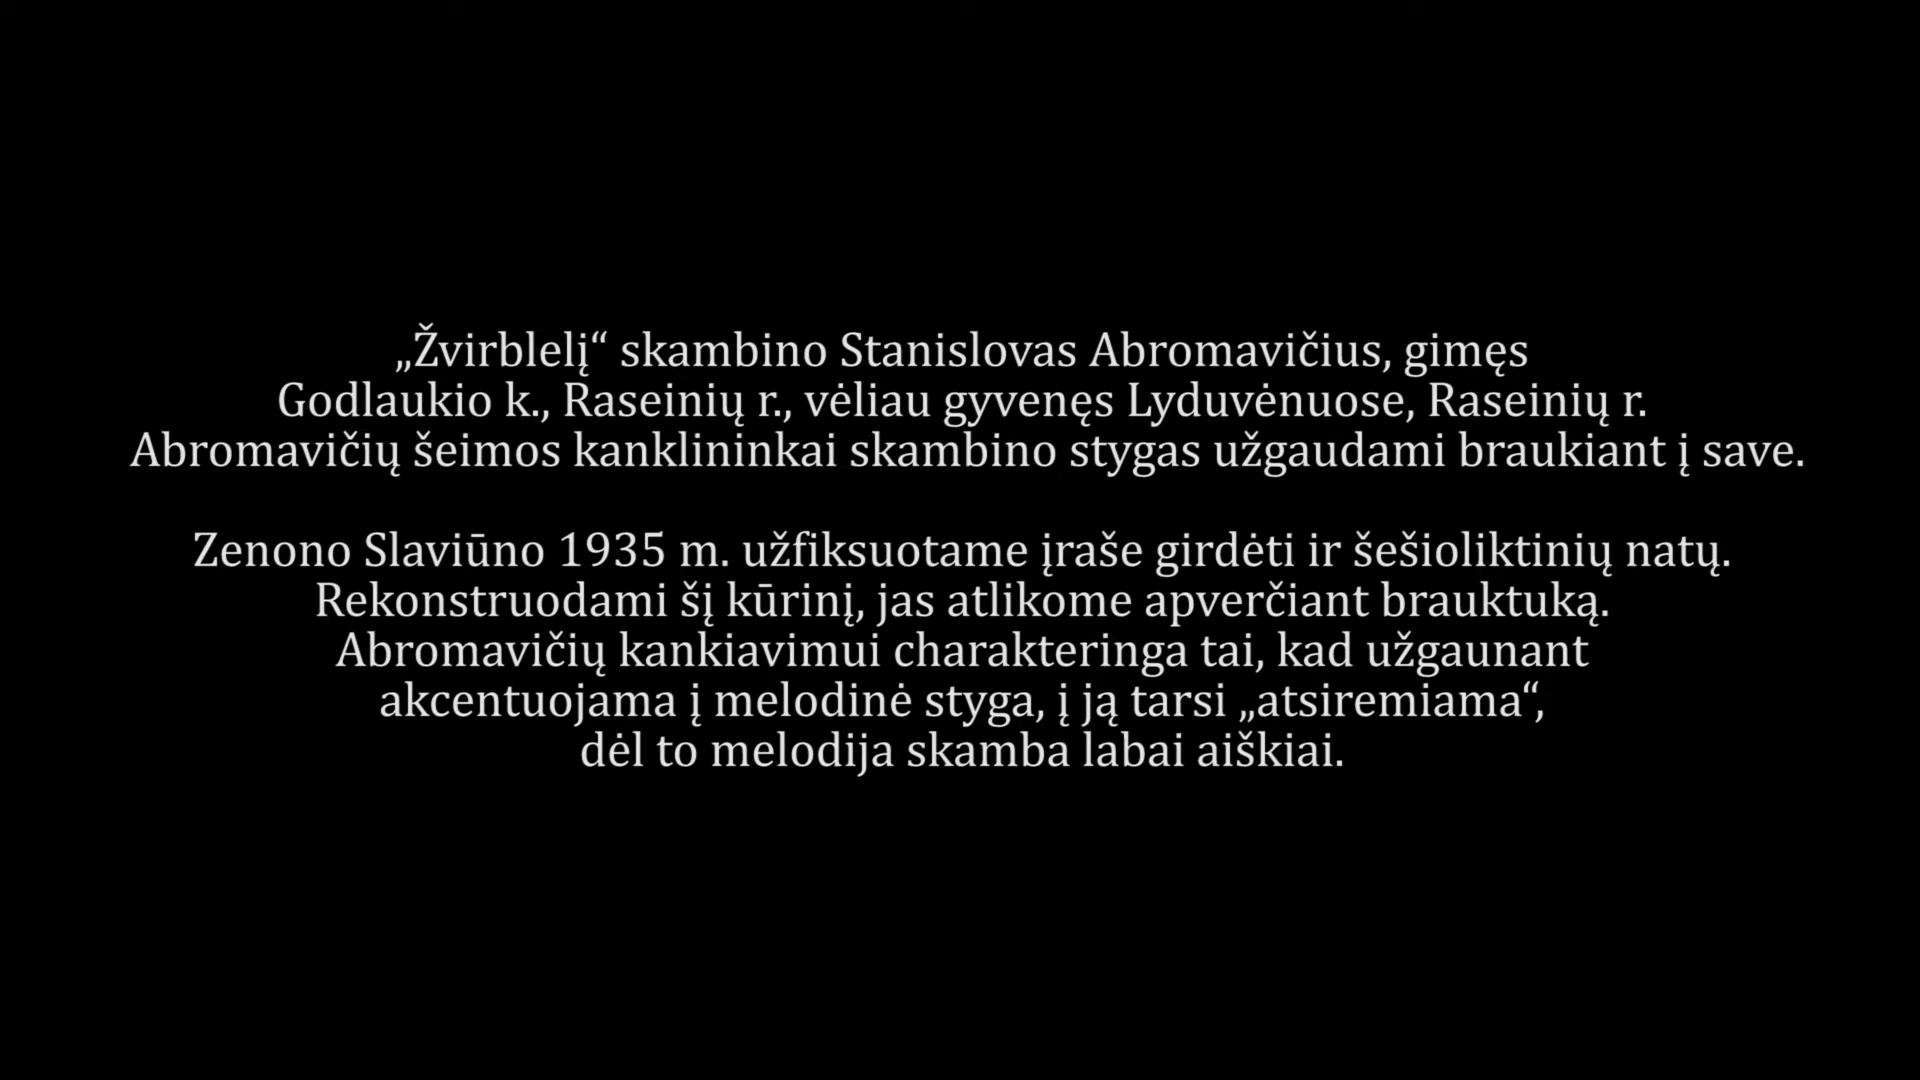 „Žvirblelį“ skambino Stanislovas Abromavičius, gimęs
Godlaukio k., Raseinių r., vėliau gyvenęs Lyduvėnuose, Raseinių r.
Abromavičių šeimos kanklininkai skambino stygas užgaudami braukiant į save.
Zenono Slaviūno 1935 m. užfiksuotame įraše girdėti ir šešioliktinių natų.
Rekonstruodami šį kūrinį, jas atlikome apverčiant brauktuką.
Abromavičių kankiavimui charakteringa tai, kad užgaunant
akcentuojama į melodinė styga, į ją tarsi „atsiremiama“,
dėl to melodija skamba labai aiškiai.